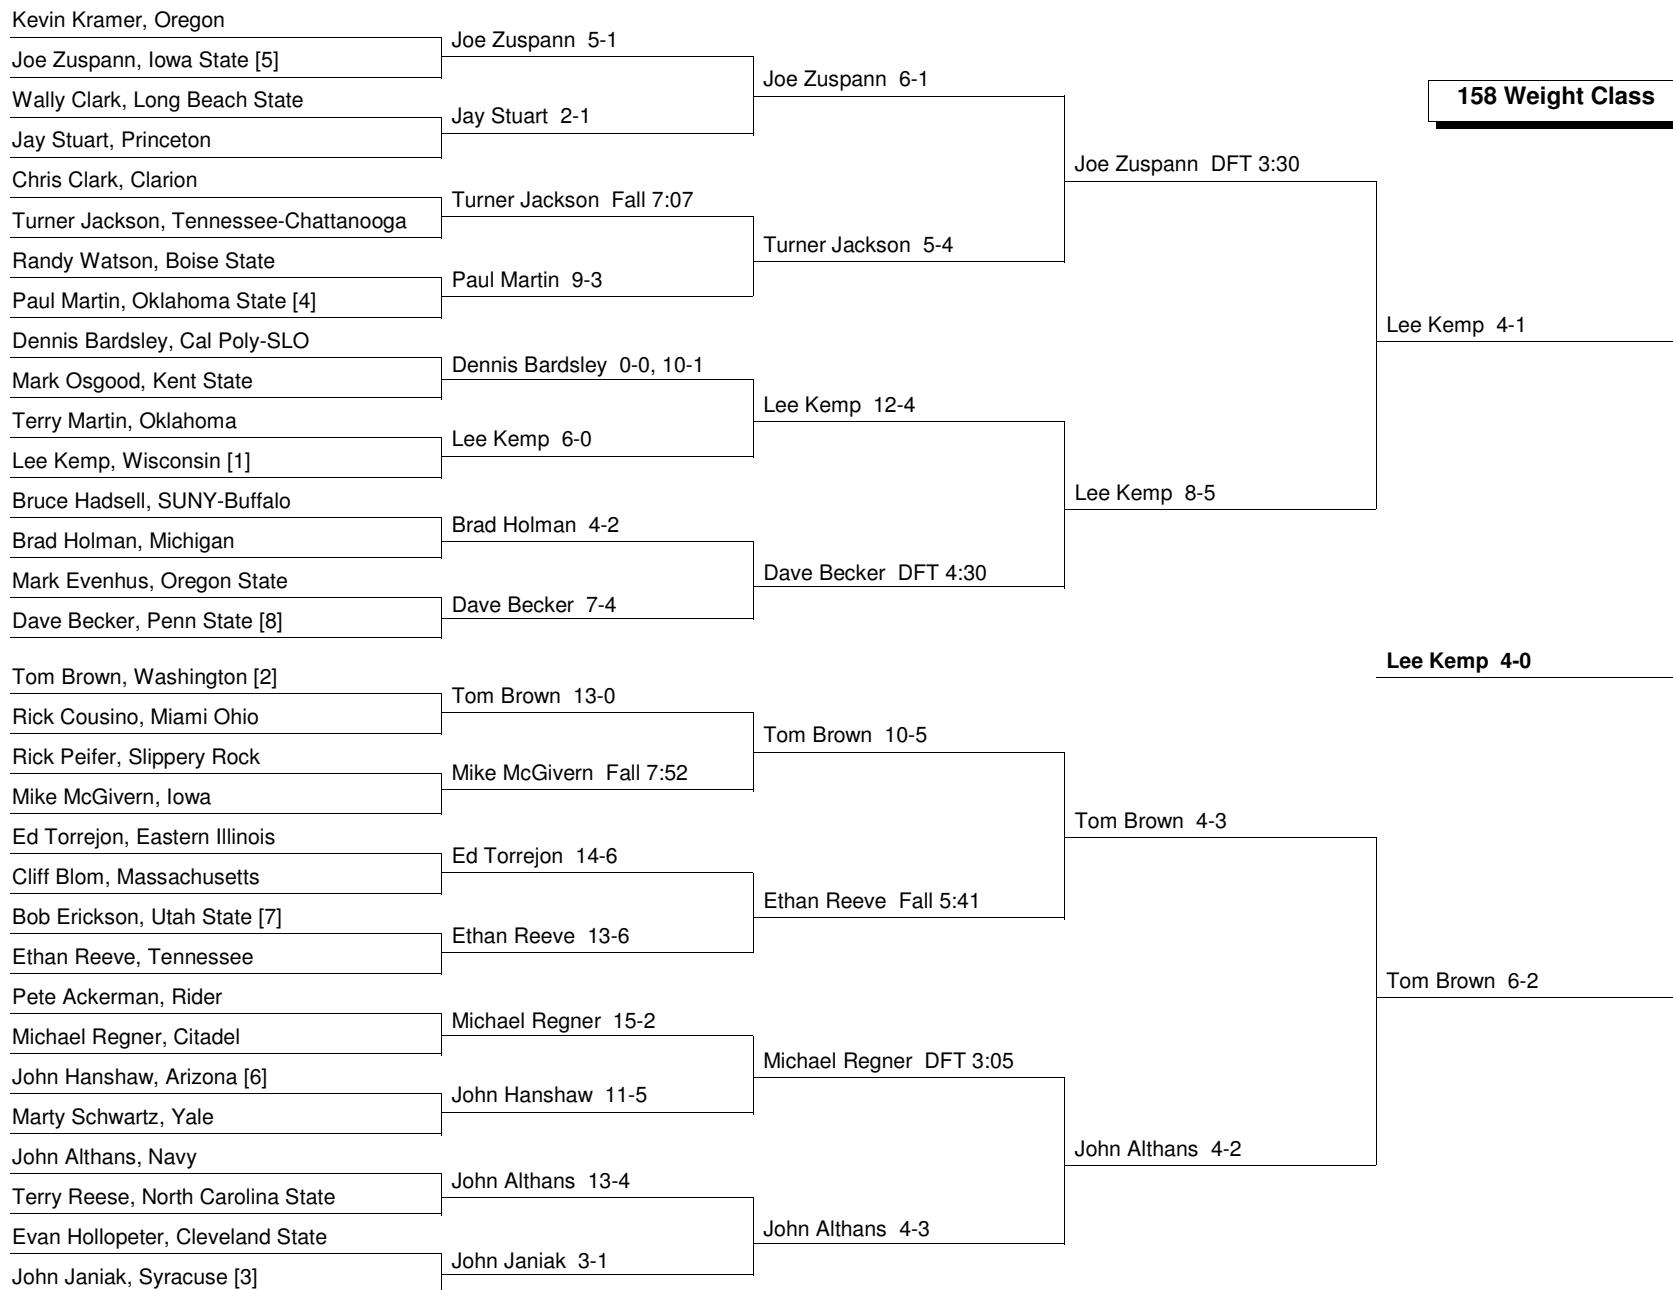 Kevin Kramer, Oregon
Joe Zuspann, Iowa State [5]
Wally Clark, Long Beach State
Jay Stuart, Princeton
Chris Clark, Clarion
Turner Jackson, Tennessee-Chattanooga
Randy Watson, Boise State
Paul Martin, Oklahoma State [4]
Dennis Bardsley, Cal Poly-SLO
Mark Osgood, Kent State
Terry Martin, Oklahoma
Lee Kemp, Wisconsin [1]
Bruce Hadsell, SUNY-Buffalo
Brad Holman, Michigan
Mark Evenhus, Oregon State
Dave Becker, Penn State [8]
Tom Brown, Washington [2]
Rick Cousino, Miami Ohio
Rick Peifer, Slippery Rock
Mike McGivern, Iowa
Ed Torrejon, Eastern Illinois
Cliff Blom, Massachusetts
Bob Erickson, Utah State [7]
Ethan Reeve, Tennessee
Pete Ackerman, Rider
Michael Regner, Citadel
John Hanshaw, Arizona [6]
Marty Schwartz, Yale
John Althans, Navy
Terry Reese, North Carolina State
Evan Hollopeter, Cleveland State
John Janiak, Syracuse [3]
Joe Zuspann 5-1
Jay Stuart 2-1
Turner Jackson Fall 7:07
Paul Martin 9-3
Dennis Bardsley 0-0, 10-1
Lee Kemp 6-0
Brad Holman 4-2
Dave Becker 7-4
Tom Brown 13-0
Mike McGivern Fall 7:52
Ed Torrejon 14-6
Ethan Reeve 13-6
Michael Regner 15-2
John Hanshaw 11-5
John Althans 13-4
John Janiak 3-1
Joe Zuspann 6-1
Turner Jackson 5-4
Lee Kemp 12-4
Dave Becker DFT 4:30
Tom Brown 10-5
Ethan Reeve Fall 5:41
Michael Regner DFT 3:05
John Althans 4-3
Joe Zuspann DFT 3:30
Lee Kemp 8-5
Tom Brown 4-3
John Althans 4-2
158 Weight Class
Lee Kemp 4-1
Lee Kemp 4-0
Tom Brown 6-2